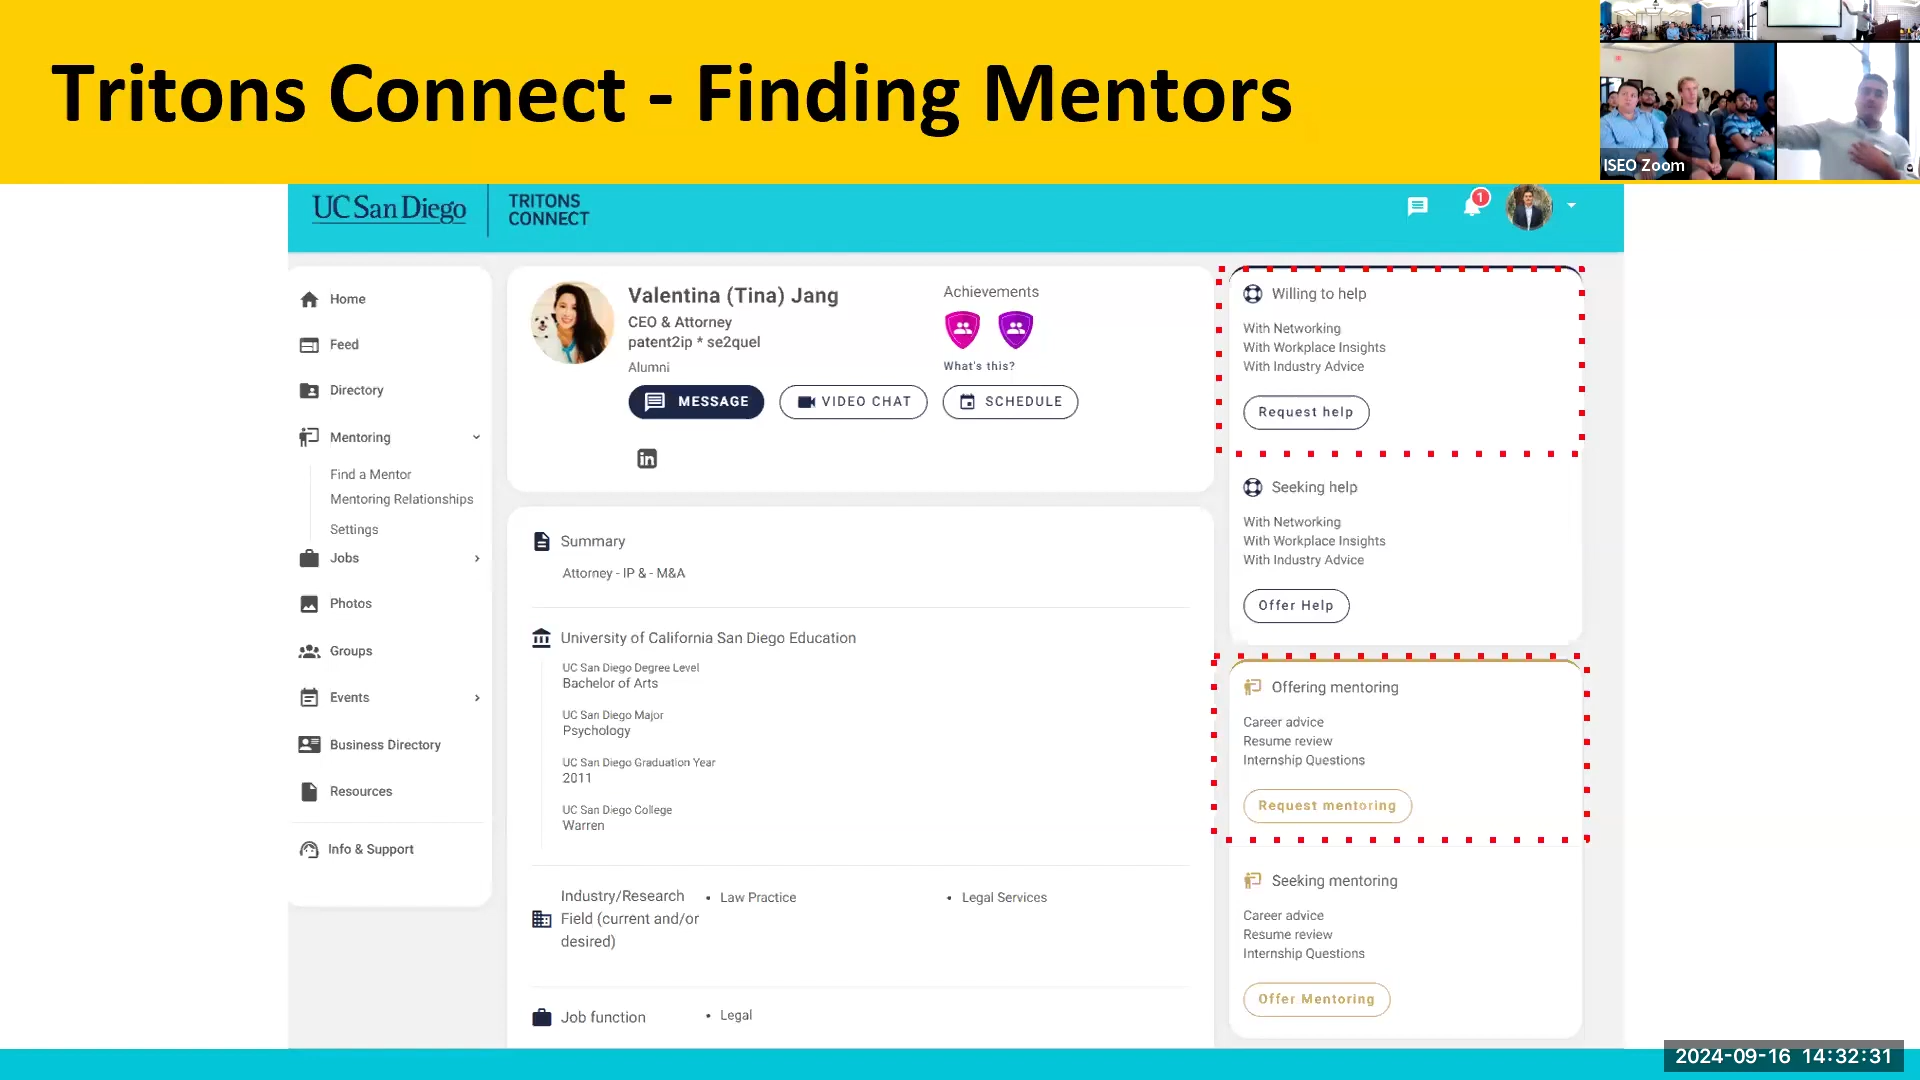 Tritons Connect - Finding Mentors
ISEO Zoom
UC San Diego
TRITONS
CONNECT
1
Home
Feed
Directory
Mentoring
Find a Mentor
Mentoring Relationships
Settings
Jobs
Photos
Groups
Events
Business Directory
Resources
Info & Support
Valentina (Tina) Jang
CEO & Attorney
patent2ip * se2quel
Alumni
Achievements
What's this?
MESSAGE
VIDEO CHAT
SCHEDULE
in
Summary
Attorney - IP & - M&A
University of California San Diego Education
UC San Diego Degree Level
Bachelor of Arts
UC San Diego Major
Psychology
UC San Diego Graduation Year
2011
UC San Diego College
Warren
Industry/Research
Field (current and/or
desired)
• Law Practice
• Legal Services
Job function
• Legal
Willing to help
With Networking
With Workplace Insights
With Industry Advice
Request help
Seeking help
With Networking
With Workplace Insights
With Industry Advice
Offer Help
Offering mentoring
Career advice
Resume review
Internship Questions
Request mentoring
Seeking mentoring
Career advice
Resume review
Internship Questions
Offer Mentoring
2024-09-16 14:32:31